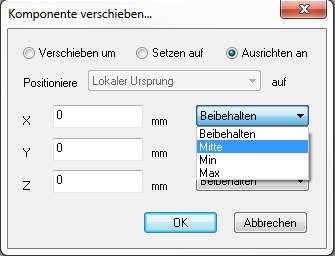 Komponente verschieben...
Verschieben um Setzen auf Ausrichten an
Positioniere Lokaler Ursprung auf
X 0 mm Beibehalten
Beibehalten
Y 0 mm Mitte
Min
Max
Z 0 mm Beibehalten
OK Abbrechen